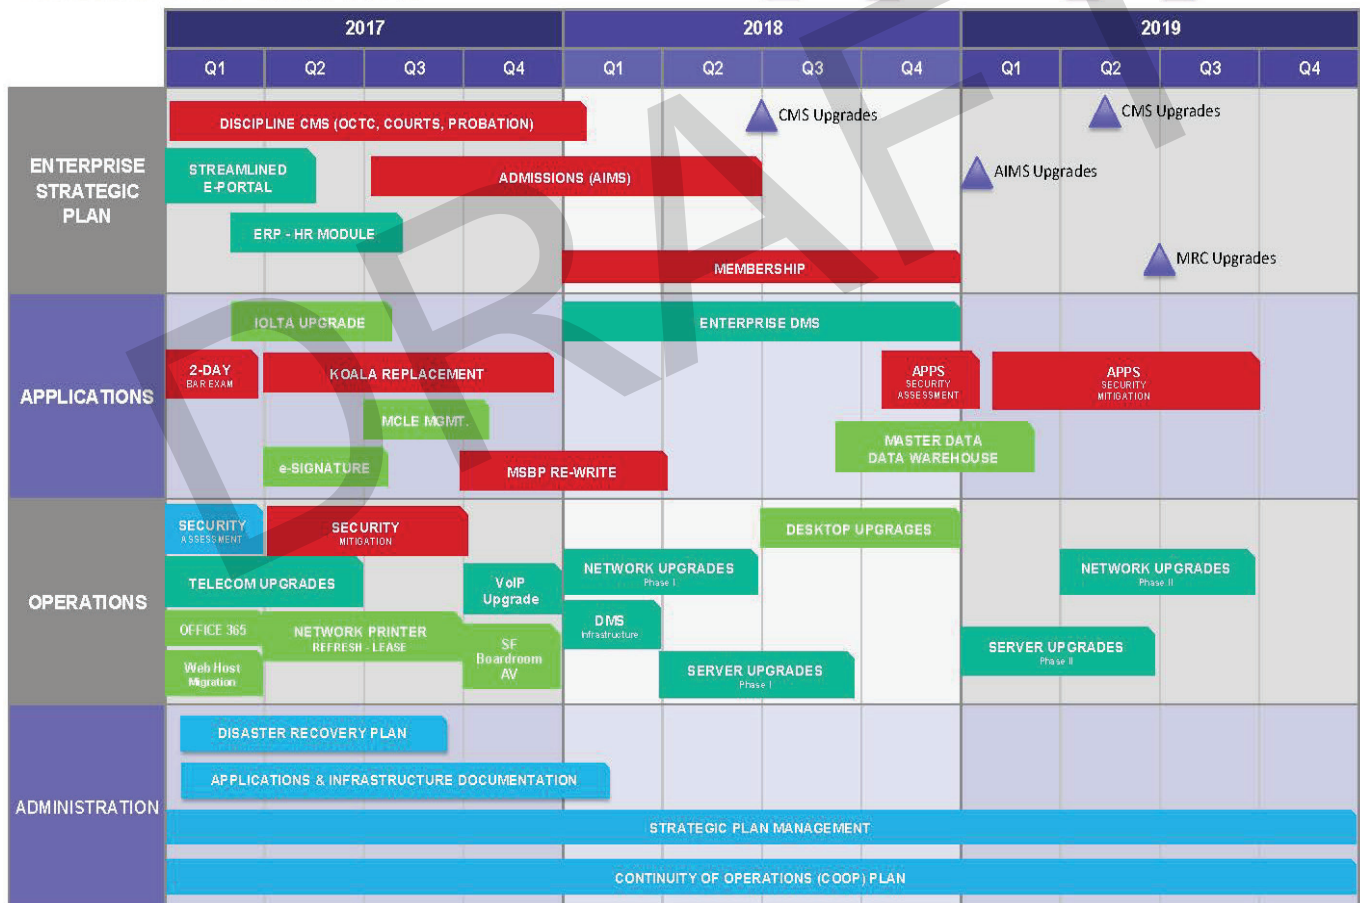 2017
2018
2019
Q1
Q2
Q3
Q4
Q1
Q2
Q3
Q4
Q1
Q2
Q3
Q4
ENTERPRISE
STRATEGIC
PLAN
DISCIPLINE CMS (OCTC, COURTS, PROBATION)
CMS Upgrades
CMS Upgrades
STREAMLINED
E-PORTAL
ADMISSIONS (AIMS)
AIMS Upgrades
ERP - HR MODULE
MEMBERSHIP
MRC Upgrades
APPLICATIONS
IOLTA UPGRADE
ENTERPRISE DMS
2-DAY
BAR EXAM
KOALA REPLACEMENT
APPS
SECURITY
ASSESSMENT
APPS
SECURITY
MITIGATION
MCLE MGMT.
MASTER DATA
DATA WAREHOUSE
e-SIGNATURE
MSBP RE-WRITE
OPERATIONS
SECURITY
ASSESSMENT
SECURITY
MITIGATION
DESKTOP UPGRAGES
TELECOM UPGRADES
VoIP
Upgrade
NETWORK UPGRADES
Phase I
NETWORK UPGRADES
Phase II
OFFICE 365
NETWORK PRINTER
REFRESH - LEASE
SF
Boardroom
AV
DMS
Infrastructure
SERVER UPGRADES
Phase II
Web Host
Migration
SERVER UPGRADES
Phase I
ADMINISTRATION
DISASTER RECOVERY PLAN
APPLICATIONS & INFRASTRUCTURE DOCUMENTATION
STRATEGIC PLAN MANAGEMENT
CONTINUITY OF OPERATIONS (COOP) PLAN
DRAFT